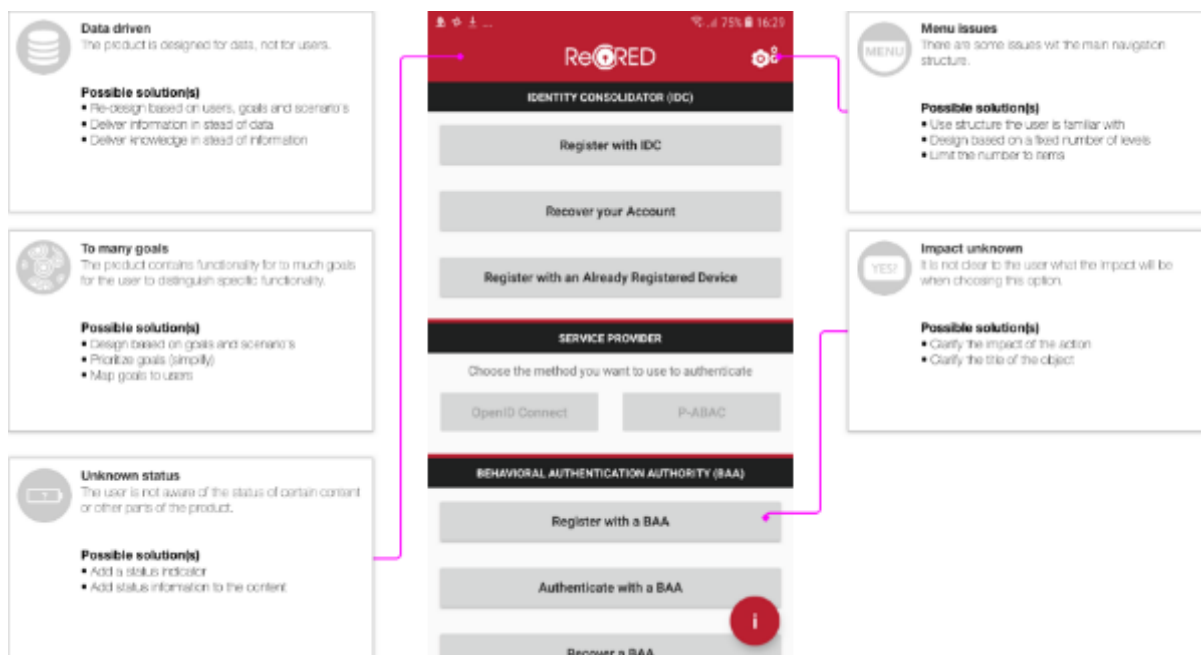 Data driven
The product is designed for data, not for users.
Possible solution(s)
Re-design based on users, goals and scenario's
Deliver information in stead of data
Deliver knowledge in stead of information
To many goals
The product contains functionality for to much goals
for the user to distinguish specific functionality.
Possible solution(s)
Design based on goals and scenario's
Prioritize goals (simplify)
Map goals to users
Unknown status
The user is not aware of the status of certain content
or other parts of the product.
Possible solution(s)
Add a status indicator
Add status information to the content
75% 16:29
ReCRED
IDENTITY CONSOLIDATOR (IDC)
Register with IDC
Recover your Account
Register with an Already Registered Device
SERVICE PROVIDER
Choose the method you want to use to authenticate
OpenID Connect
P-ABAC
BEHAVIORAL AUTHENTICATION AUTHORITY (BAA)
Register with a BAA
Authenticate with a BAA
i
Recover a BAA
MENU
Menu issues
There are some issues wit the main navigation
structure.
Possible solution(s)
Use structure the user is familiar with
Design based on a fixed number of levels
Limit the number to items
YES?
Impact unknown
It is not clear to the user what the impact will be
when choosing this option.
Possible solution(s)
Clarify the impact of the action
Clarify the title of the object